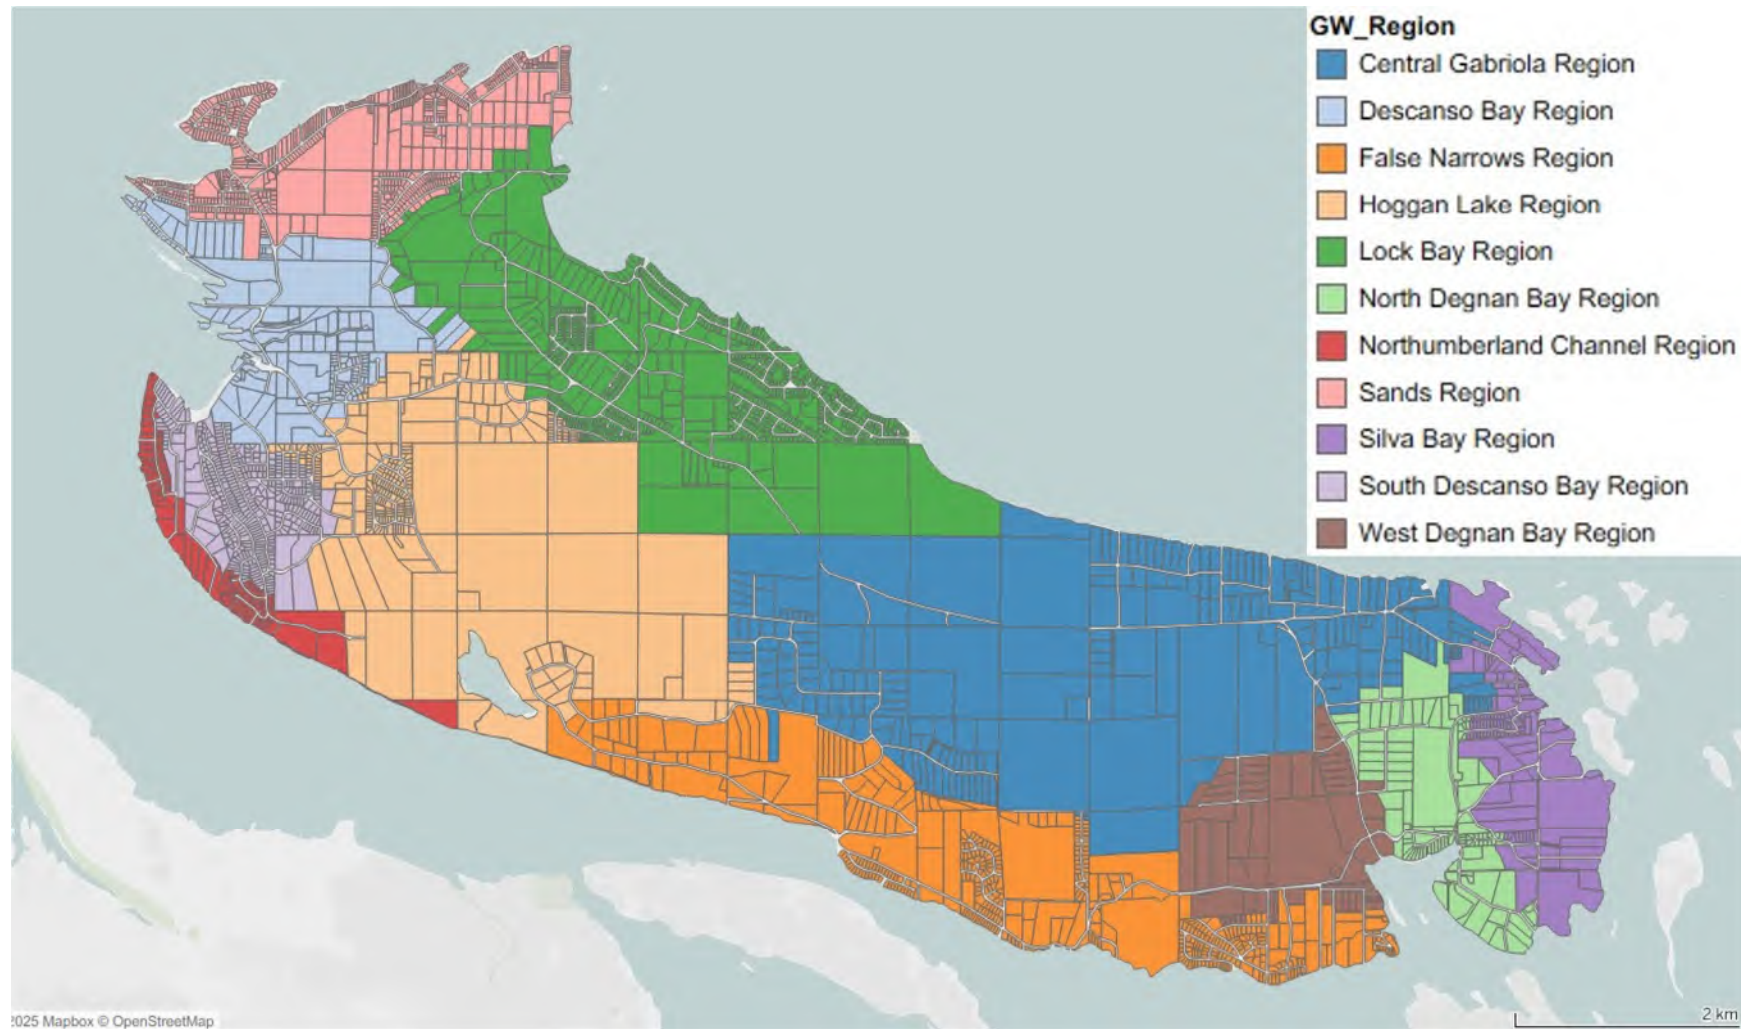 GW_Region
Central Gabriola Region
Descanso Bay Region
False Narrows Region
Hoggan Lake Region
Lock Bay Region
North Degnan Bay Region
Northumberland Channel Region
Sands Region
Silva Bay Region
South Descanso Bay Region
West Degnan Bay Region
2025 Mapbox © OpenStreetMap
2 km